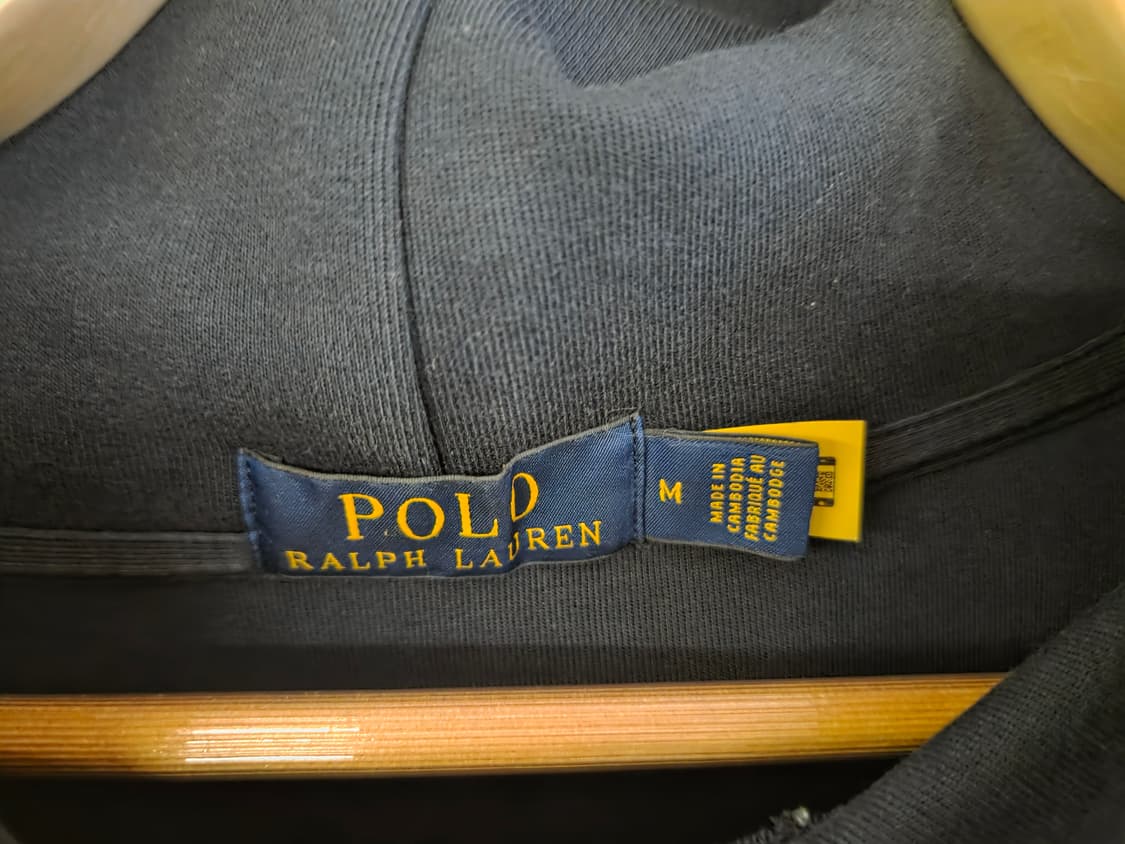 POLO
RALPH LAUREN
M
MADE IN
CAMBODIA
FABRIQUÉ AU
CAMBODGE